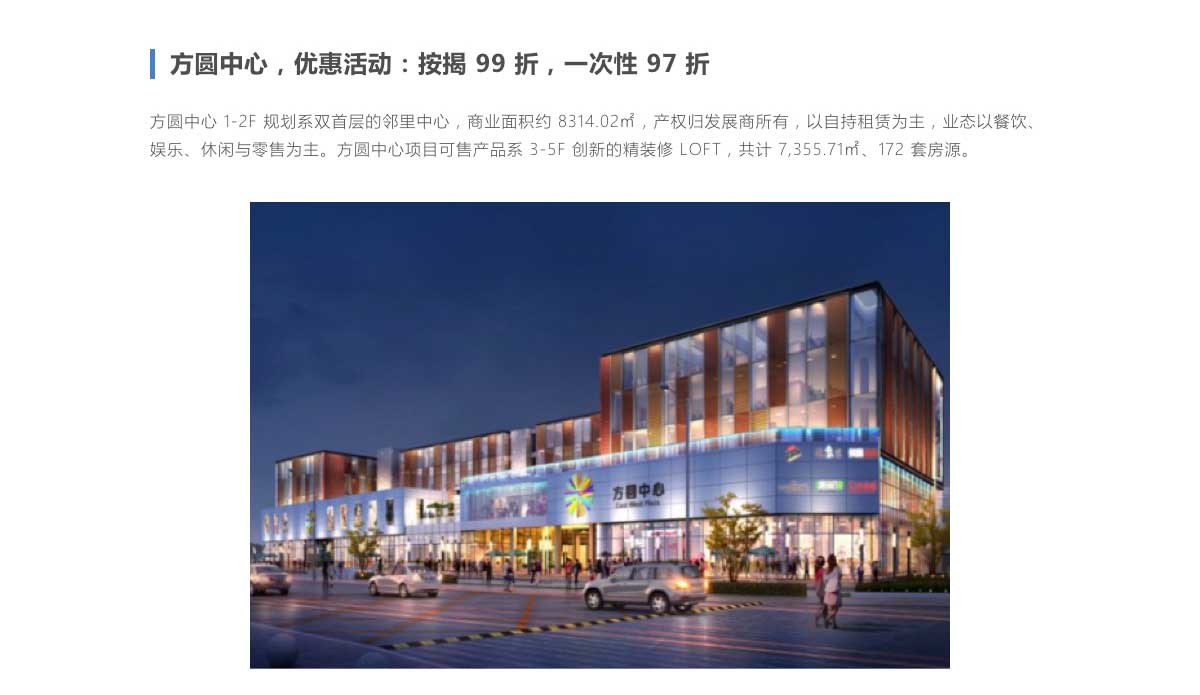 方圆中心，优惠活动：按揭 99 折，一次性 97 折
方圆中心 1-2F 规划系双首层的邻里中心，商业面积约 8314.02㎡，产权归发展商所有，以自持租赁为主，业态以餐饮、
娱乐、休闲与零售为主。方圆中心项目可售产品系 3-5F 创新的精装修 LOFT，共计 7,355.71㎡、172 套房源。
方圆中心
East West Plaza